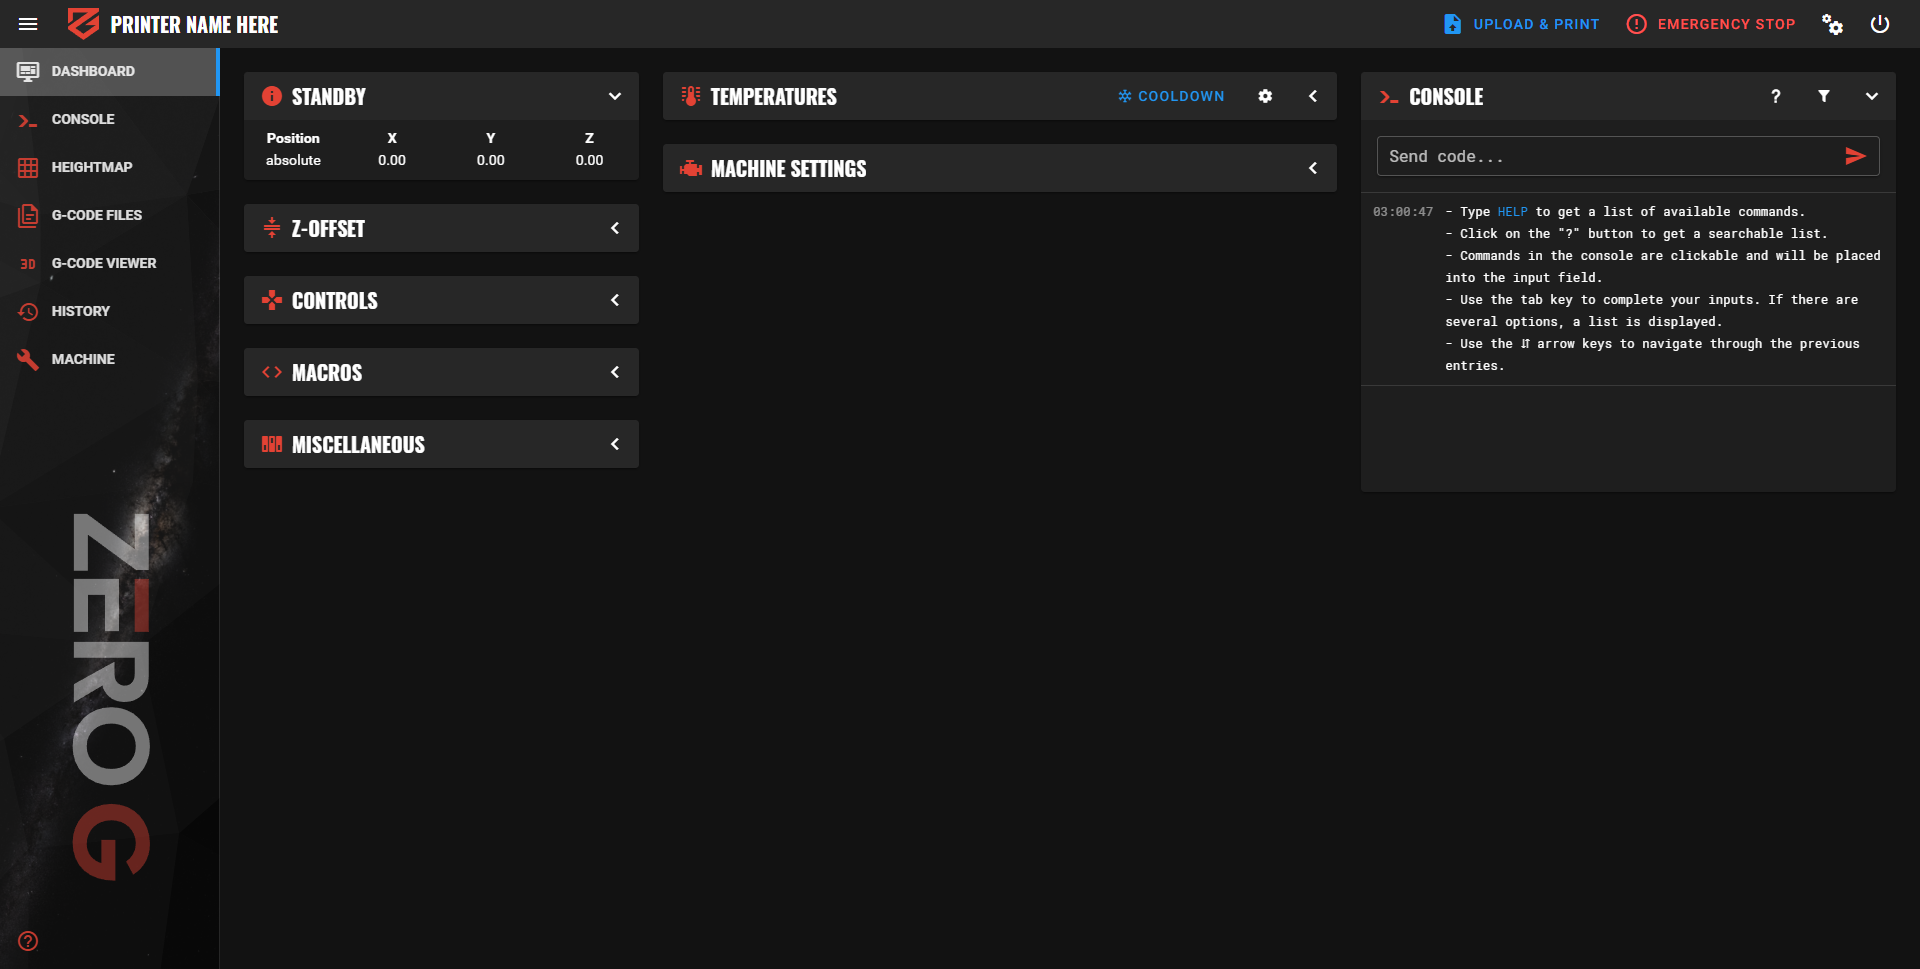 PRINTER NAME HERE
UPLOAD & PRINT
EMERGENCY STOP
DASHBOARD
CONSOLE
HEIGHTMAP
G-CODE FILES
3D G-CODE VIEWER
HISTORY
MACHINE
ZERO G
STANDBY
Position X Y Z
absolute 0.00 0.00 0.00
Z-OFFSET
CONTROLS
MACROS
MISCELLANEOUS
TEMPERATURES
COOLDOWN
MACHINE SETTINGS
CONSOLE
?
Send code...
03:00:47 - Type HELP to get a list of available commands.
- Click on the "?" button to get a searchable list.
- Commands in the console are clickable and will be placed
into the input field.
- Use the tab key to complete your inputs. If there are
several options, a list is displayed.
- Use the ⇵ arrow keys to navigate through the previous
entries.